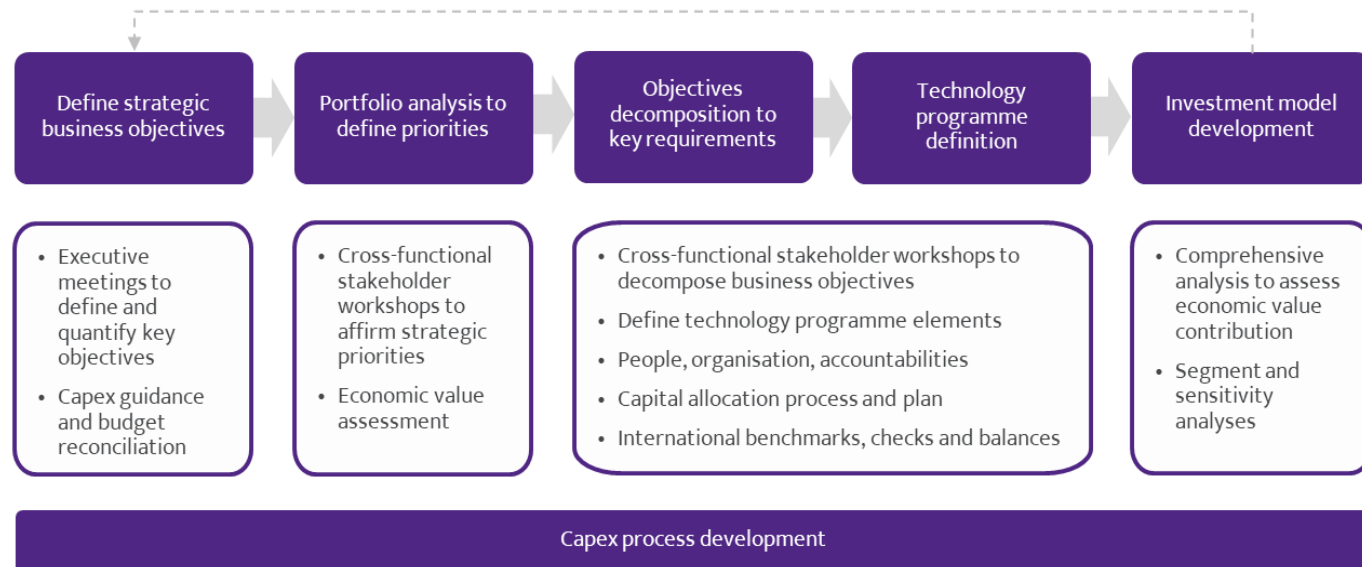 Define strategic
business objectives
Portfolio analysis to
define priorities
Objectives
decomposition to
key requirements
Technology
programme
definition
Investment model
development
• Executive
meetings to
define and
quantify key
objectives
• Capex guidance
and budget
reconciliation
• Cross-functional
stakeholder
workshops to
affirm strategic
priorities
• Economic value
assessment
• Cross-functional stakeholder workshops to
decompose business objectives
• Define technology programme elements
• People, organisation, accountabilities
• Capital allocation process and plan
• International benchmarks, checks and balances
• Comprehensive
analysis to assess
economic value
contribution
• Segment and
sensitivity
analyses
Capex process development